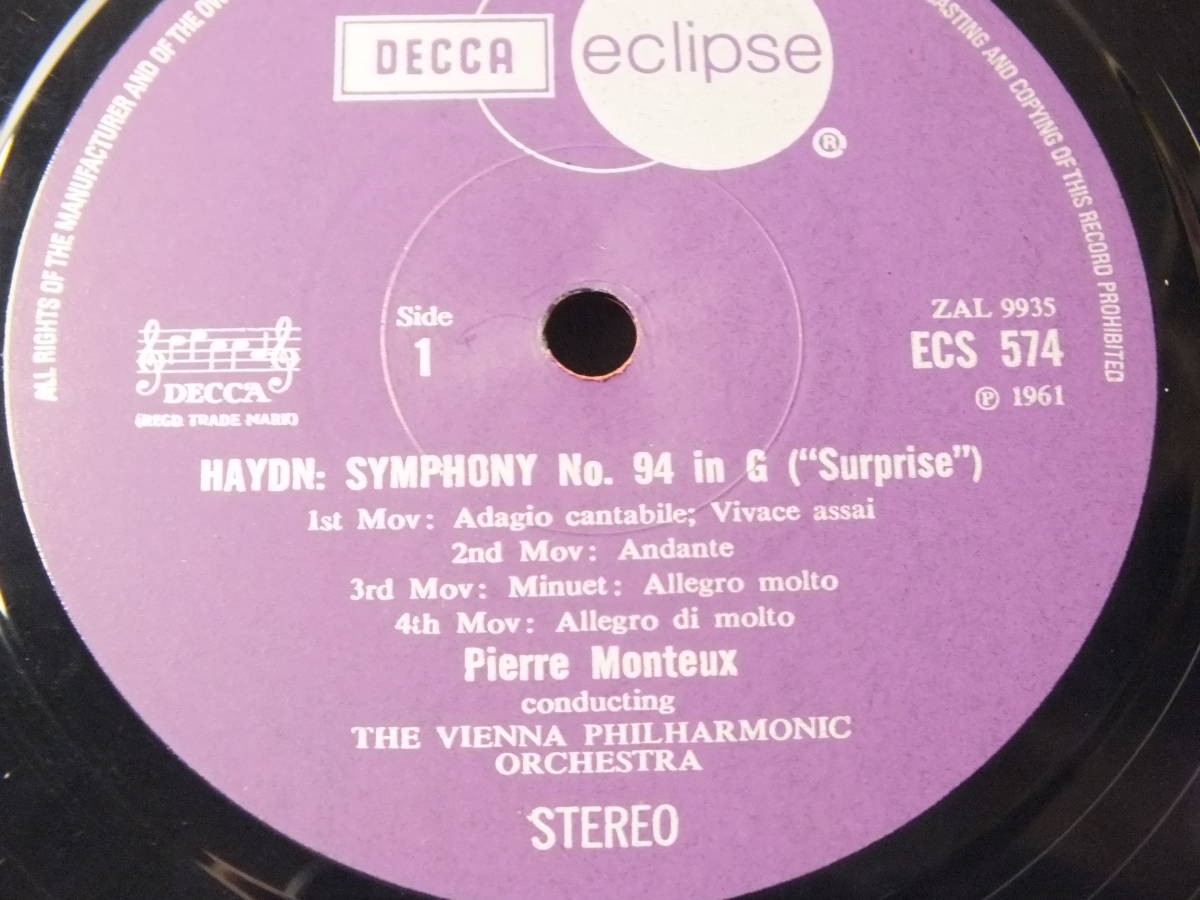 DECCA
eclipse
®
ALL RIGHTS OF THE MANUFACTURER AND OF THE
CASTING AND COPYING OF THIS RECORD PROHIBITED
Side
1
DECCA
(REGD. TRADE MARK)
ZAL 9935
ECS 574
℗ 1961
HAYDN: SYMPHONY No. 94 in G ("Surprise")
1st Mov: Adagio cantabile; Vivace assai
2nd Mov: Andante
3rd Mov: Minuet: Allegro molto
4th Mov: Allegro di molto
Pierre Monteux
conducting
THE VIENNA PHILHARMONIC
ORCHESTRA
STEREO